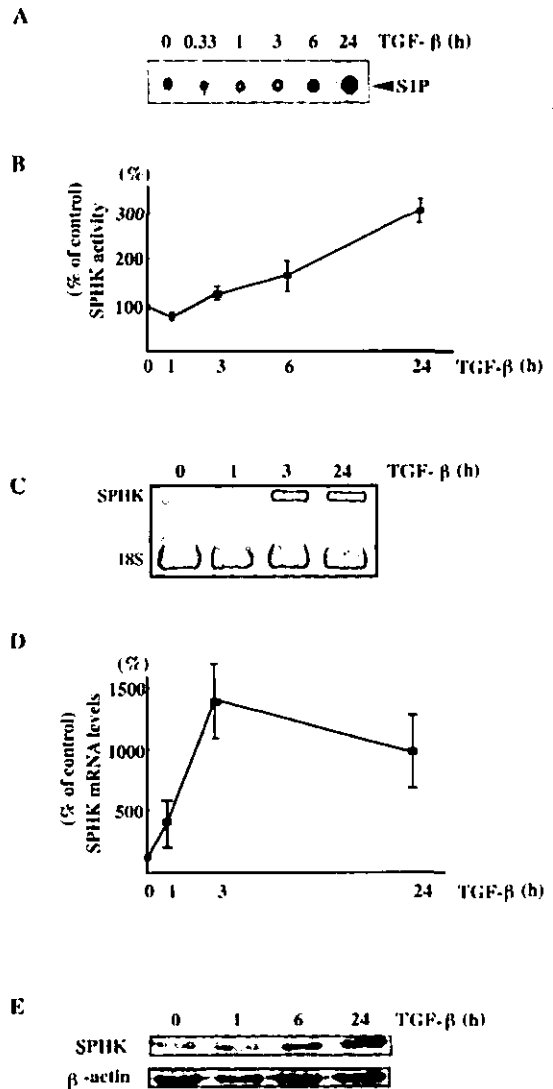 A
0 0.33 1 3 6 24 TGF- β (h)
S1P
B
(%)
(% of control)
SPHK activity
300
200
100
0 1 3 6 24 TGF-β (h)
C
0 1 3 24 TGF- β (h)
SPHK
18S
D
(%)
(% of control)
SPHK mRNA levels
1500
1000
500
0 1 3 24 TGF-β (h)
E
0 1 6 24 TGF-β (h)
SPHK
β -actin